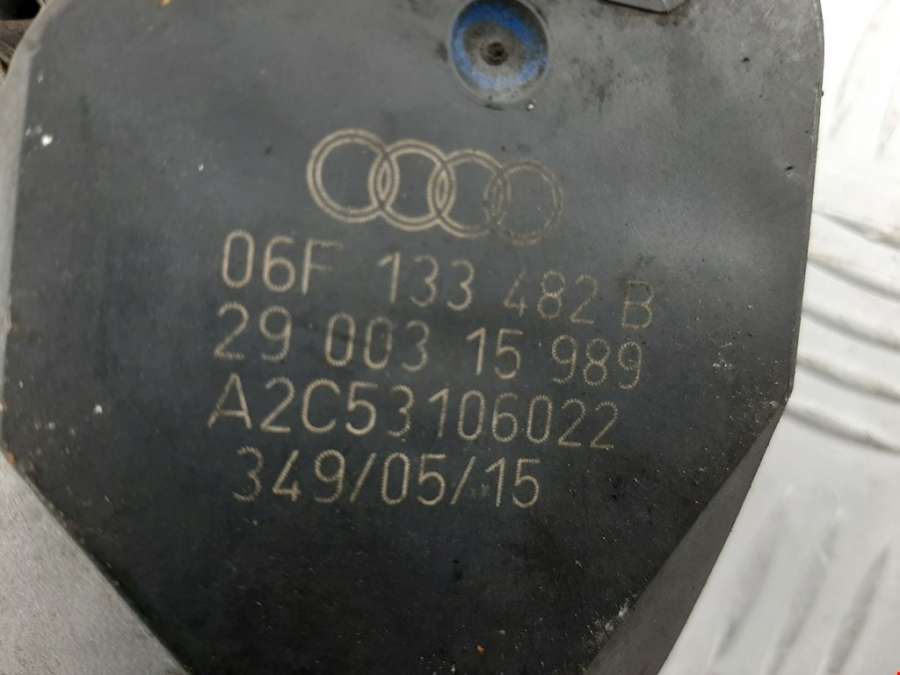 06F 133 482 B
29 003 15 989
A2C53106022
349/05/15